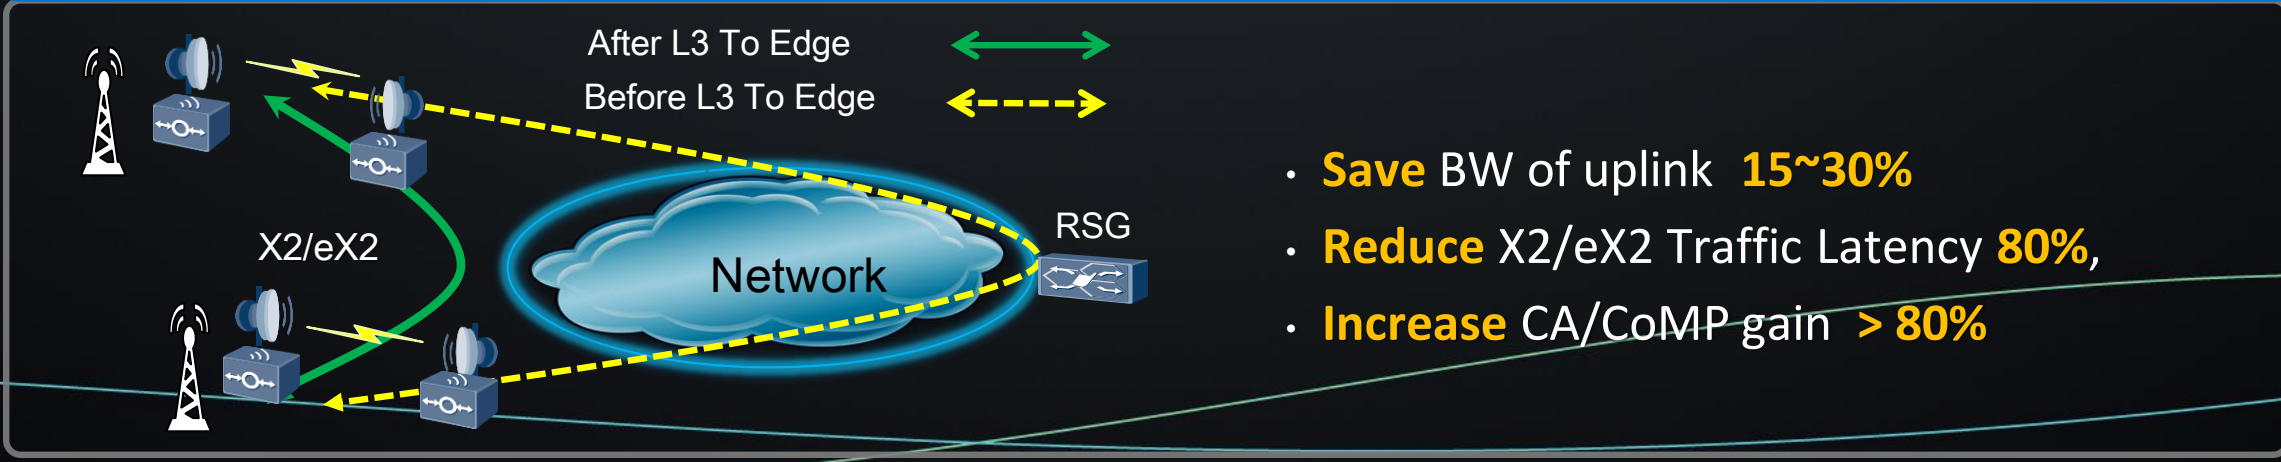 After L3 To Edge
Before L3 To Edge
X2/eX2
Network
RSG
• Save BW of uplink 15~30%
• Reduce X2/eX2 Traffic Latency 80%,
• Increase CA/CoMP gain > 80%